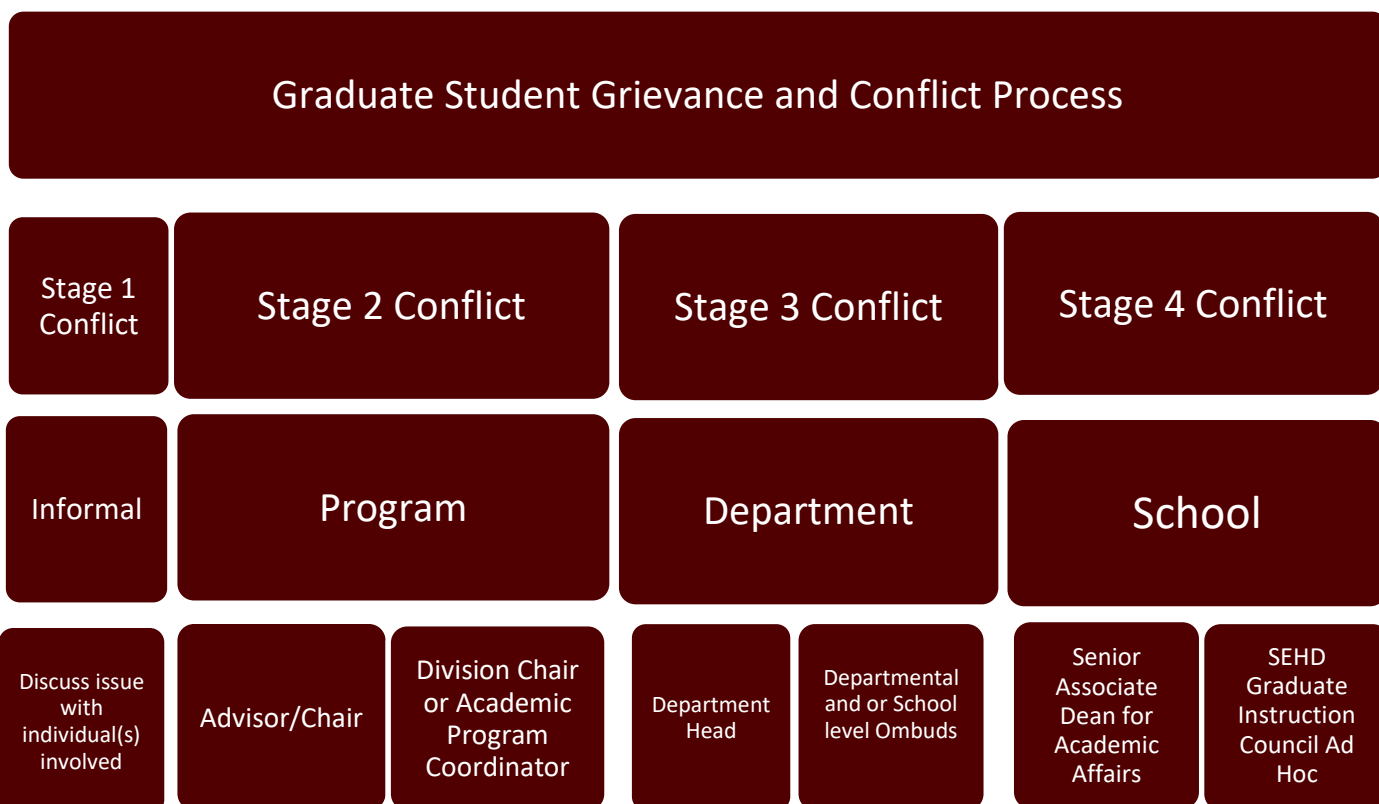 Graduate Student Grievance and Conflict Process
Stage 1
Conflict
Stage 2 Conflict
Stage 3 Conflict
Stage 4 Conflict
Informal
Program
Department
School
Discuss issue
with
individual(s)
involved
Advisor/Chair
Division Chair
or Academic
Program
Coordinator
Department
Head
Departmental
and or School
level Ombuds
Senior
Associate
Dean for
Academic
Affairs
SEHD
Graduate
Instruction
Council Ad
Hoc